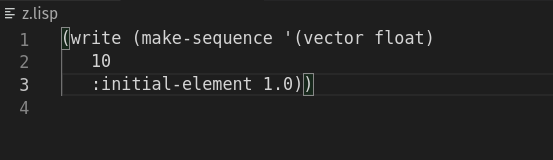 z.lisp
1 (write (make-sequence '(vector float)
2 10
3 :initial-element 1.0))
4